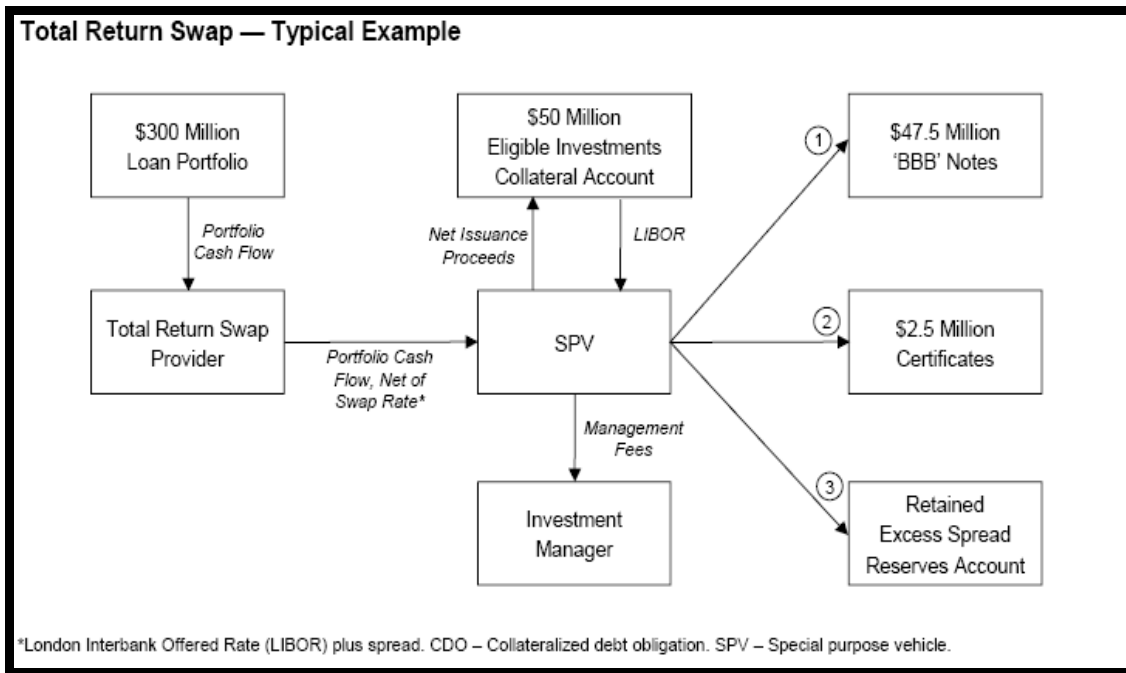 Total Return Swap — Typical Example
$300 Million
Loan Portfolio
$50 Million
Eligible Investments
Collateral Account
1
$47.5 Million
‘BBB’ Notes
Portfolio
Cash Flow
Net Issuance
Proceeds
LIBOR
Total Return Swap
Provider
Portfolio Cash
Flow, Net of
Swap Rate*
SPV
2
$2.5 Million
Certificates
Management
Fees
Investment
Manager
3
Retained
Excess Spread
Reserves Account
*London Interbank Offered Rate (LIBOR) plus spread. CDO – Collateralized debt obligation. SPV – Special purpose vehicle.